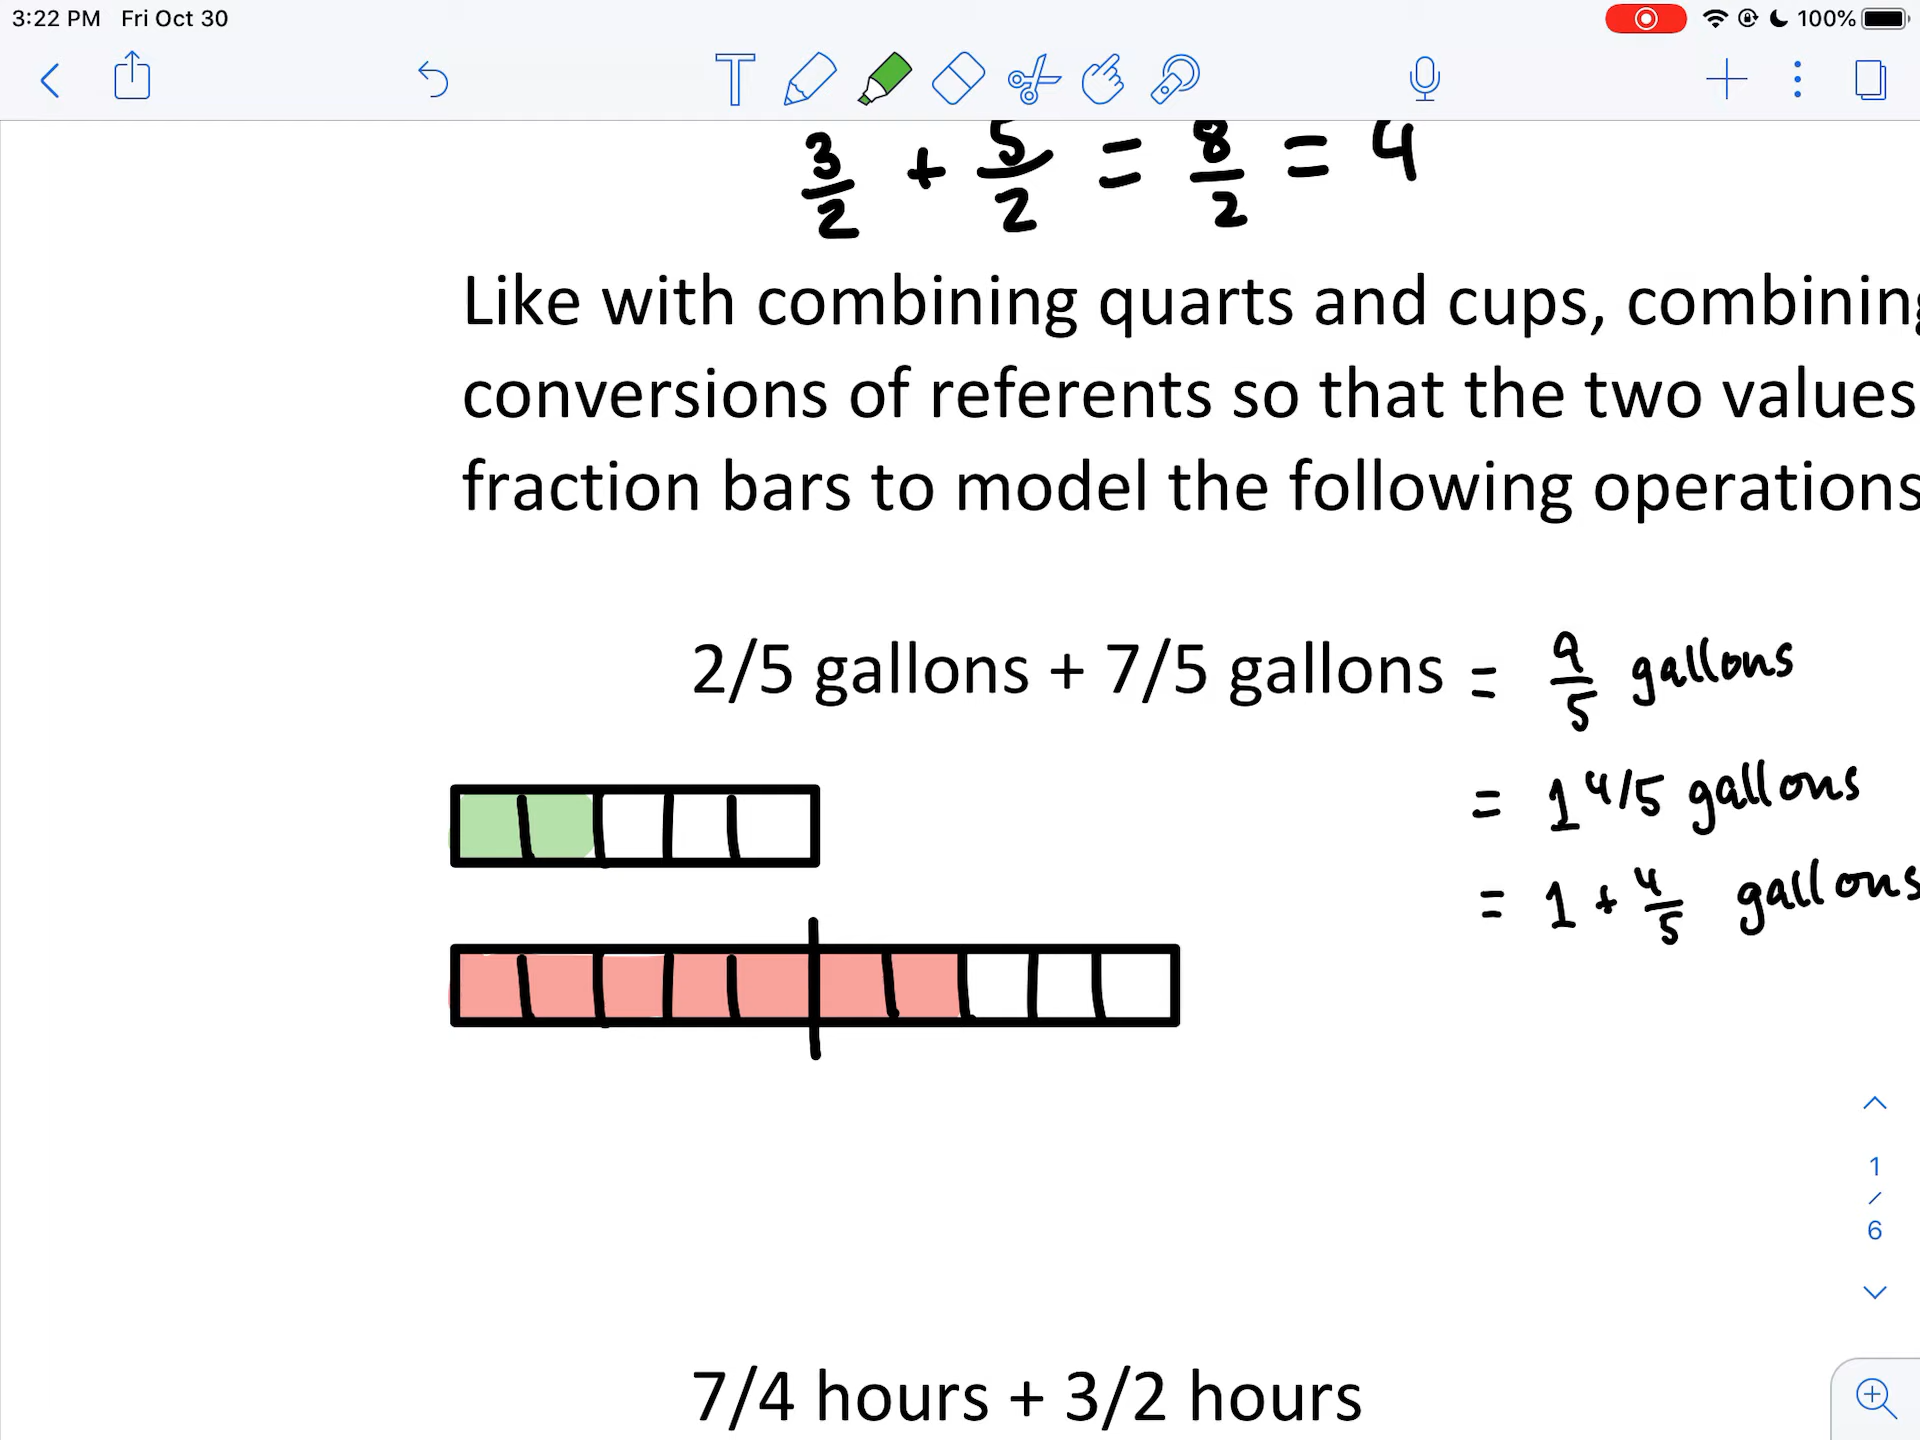 3:22 PM Fri Oct 30 100%
3/2 + 5/2 = 8/2 = 4
Like with combining quarts and cups, combining
conversions of referents so that the two values
fraction bars to model the following operations
2/5 gallons + 7/5 gallons = 9/5 gallons
= 1 4/5 gallons
= 1 + 4/5 gallons
1
/
6
7/4 hours + 3/2 hours